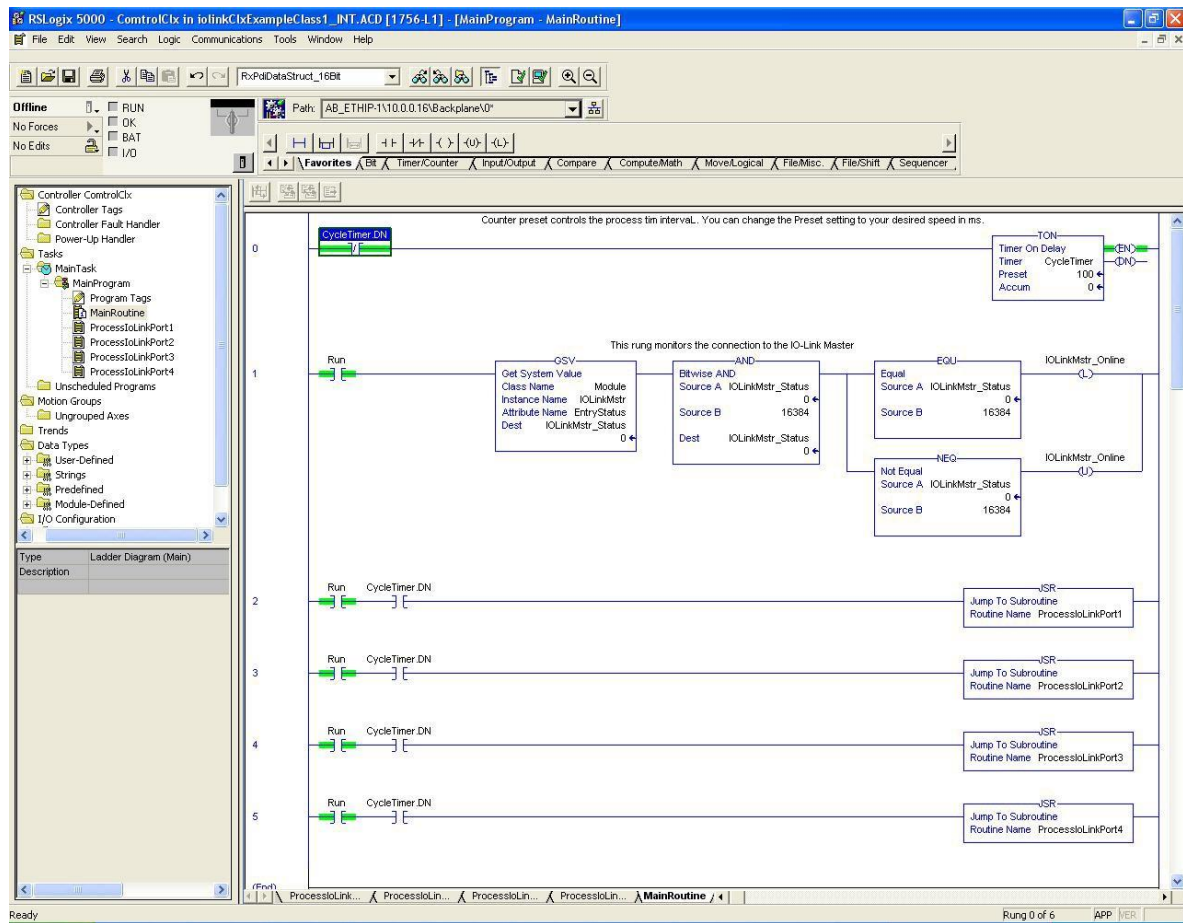 RSLogix 5000 - ComtrolClx in iolinkClxExampleClass1_INT.ACD [1756-L1] - [MainProgram - MainRoutine]
File Edit View Search Logic Communications Tools Window Help
RxPdiDataStruct_16Bit
Offline
RUN
No Forces
OK
No Edits
BAT
I/O
Path: AB_ETHIP-1\10.0.0.16\Backplane\0*
Favorites Bit Timer/Counter Input/Output Compare Compute/Math Move/Logical File/Misc. File/Shift Sequencer
Controller ComtrolClx
Controller Tags
Controller Fault Handler
Power-Up Handler
Tasks
MainTask
MainProgram
Program Tags
MainRoutine
ProcessIoLinkPort1
ProcessIoLinkPort2
ProcessIoLinkPort3
ProcessIoLinkPort4
Unscheduled Programs
Motion Groups
Ungrouped Axes
Trends
Data Types
User-Defined
Strings
Predefined
Module-Defined
I/O Configuration
Type Ladder Diagram (Main)
Description
Counter preset controls the process tim intervaL. You can change the Preset setting to your desired speed in ms.
0
CycleTimer.DN
TON
Timer On Delay
Timer CycleTimer
Preset 100
Accum 0
EN
DN
This rung monitors the connection to the IO-Link Master
1
Run
GSV
Get System Value
Class Name Module
Instance Name IOLinkMstr
Attribute Name EntryStatus
Dest IOLinkMstr_Status
0
AND
Bitwise AND
Source A IOLinkMstr_Status
0
Source B 16384
Dest IOLinkMstr_Status
0
EQU
Equal
Source A IOLinkMstr_Status
0
Source B 16384
IOLinkMstr_Online
L
NEQ
Not Equal
Source A IOLinkMstr_Status
0
Source B 16384
IOLinkMstr_Online
U
2
Run CycleTimer.DN
JSR
Jump To Subroutine
Routine Name ProcessIoLinkPort1
3
Run CycleTimer.DN
JSR
Jump To Subroutine
Routine Name ProcessIoLinkPort2
4
Run CycleTimer.DN
JSR
Jump To Subroutine
Routine Name ProcessIoLinkPort3
5
Run CycleTimer.DN
JSR
Jump To Subroutine
Routine Name ProcessIoLinkPort4
(End)
ProcessIoLink... ProcessIoLin... ProcessIoLin... ProcessIoLin... MainRoutine
Ready
Rung 0 of 6 APP VER